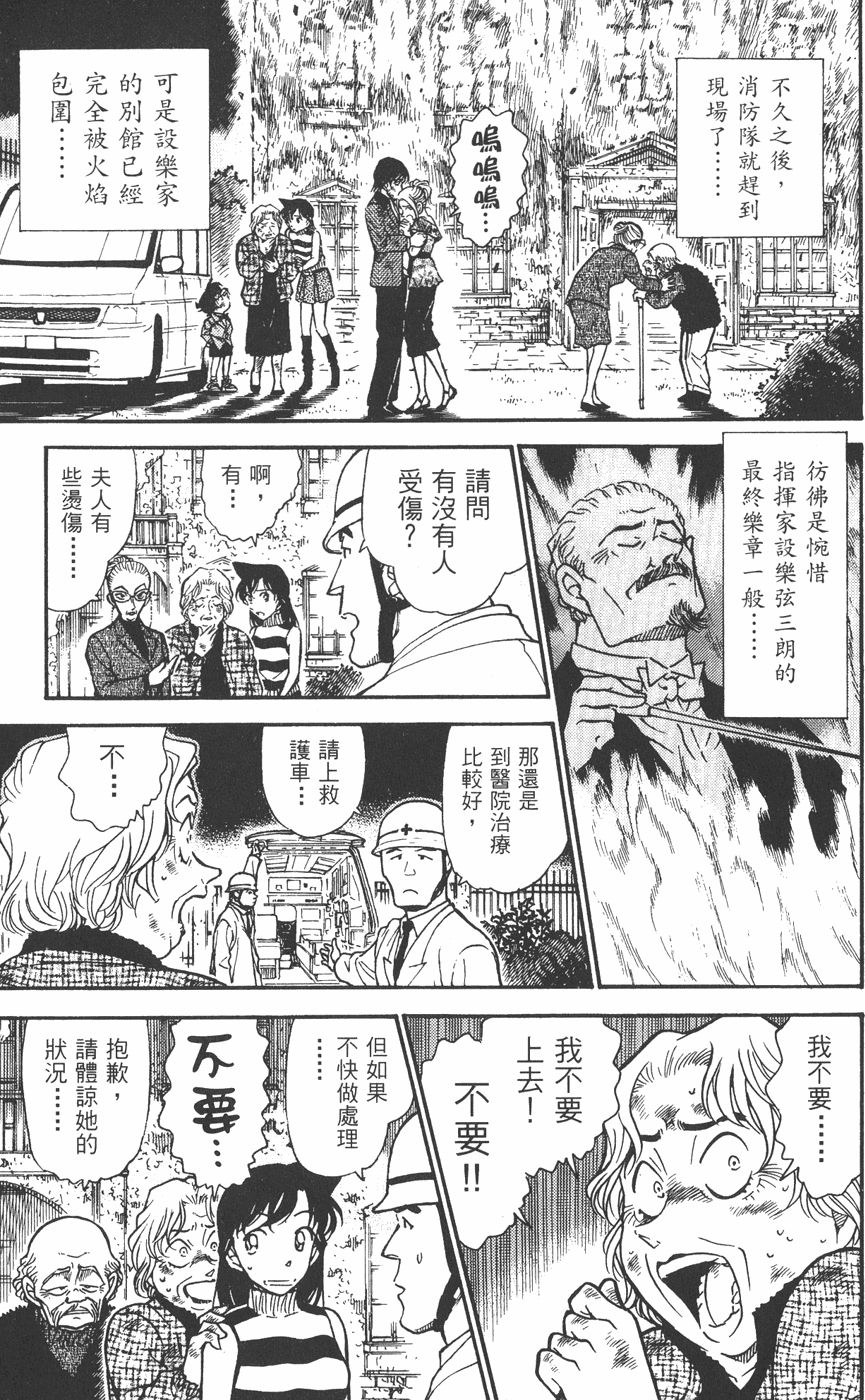 不久之後，
消防隊就趕到
現場了……
嗚嗚嗚…
可是設樂家
的別館已經
完全被火焰
包圍……
彷彿是惋惜
指揮家設樂弦三朗的
最終樂章一般……
請問
有沒有人
受傷？
啊，
有…
夫人有
些燙傷……
那還是
到醫院治療
比較好，
請上救
護車…
不…
我不要……
我不要
上去！
不要!!
但如果
不快做處理
……
不要…
抱歉，
請體諒她的
狀況……